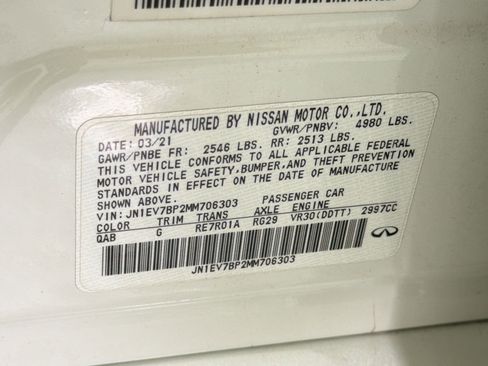 MANUFACTURED BY NISSAN MOTOR CO.,LTD.
DATE: 03/21 GVWR/PNBV: 4980 LBS.
GAWR/PNBE FR: 2546 LBS. RR: 2513 LBS.
THIS VEHICLE CONFORMS TO ALL APPLICABLE FEDERAL
MOTOR VEHICLE SAFETY,BUMPER,AND THEFT PREVENTION
STANDARDS IN EFFECT ON THE DATE OF MANUFACTURE
SHOWN ABOVE.
VIN: JN1EV7BP2MM706303 PASSENGER CAR
COLOR TRIM TRANS AXLE ENGINE
QAB G RE7R01A RG29 VR30(DDTT) 2997CC
JN1EV7BP2MM706303